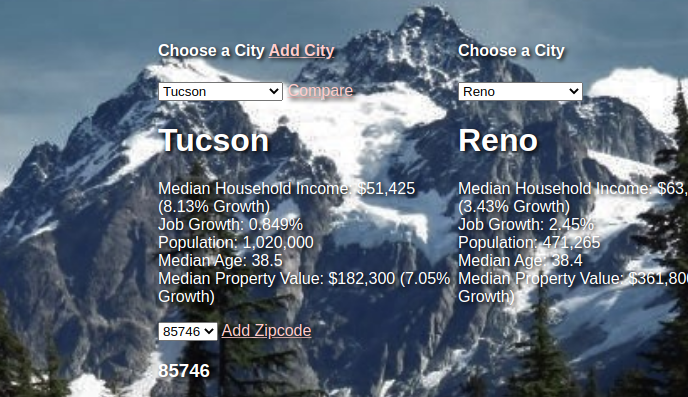 Choose a City Add City
Tucson Compare
Tucson
Median Household Income: $51,425
(8.13% Growth)
Job Growth: 0.849%
Population: 1,020,000
Median Age: 38.5
Median Property Value: $182,300 (7.05%
Growth)
85746 Add Zipcode
85746
Choose a City
Reno
Reno
Median Household Income: $63,
(3.43% Growth)
Job Growth: 2.45%
Population: 471,265
Median Age: 38.4
Median Property Value: $361,800
Growth)